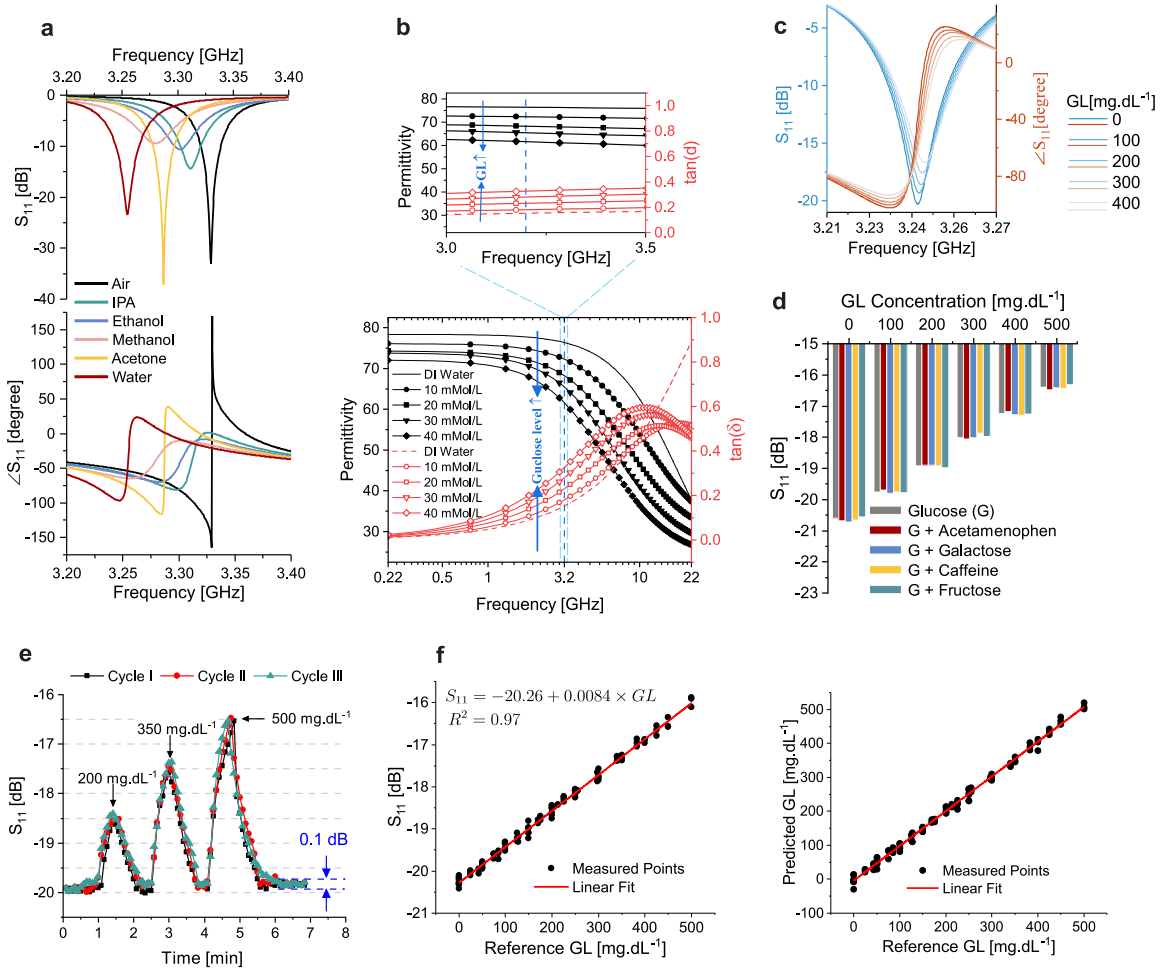 a
Frequency [GHz]
3.20 3.25 3.30 3.35 3.40
0
-10
-20
-30
-40
S11 [dB]
Air
IPA
Ethanol
Methanol
Acetone
Water
150
100
50
0
-50
-100
-150
∠S11 [degree]
3.20 3.25 3.30 3.35 3.40
Frequency [GHz]
b
80
70
60
50
40
30
Permittivity
GL ↑
1.0
0.8
0.6
0.4
0.2
0.0
tan(d)
3.0 3.5
Frequency [GHz]
80
70
60
50
40
30
Permittivity
DI Water
10 mMol/L
20 mMol/L
30 mMol/L
40 mMol/L
DI Water
10 mMol/L
20 mMol/L
30 mMol/L
40 mMol/L
Guclose level ↑
1.0
0.8
0.6
0.4
0.2
0.0
tan(δ)
0.22 0.5 1 3.2 10 22
Frequency [GHz]
c
-5
-10
-15
-20
S11 [dB]
0
-40
-80
∠S11 [degree]
3.21 3.23 3.24 3.26 3.27
Frequency [GHz]
GL[mg.dL-1]
0
100
200
300
400
d
GL Concentration [mg.dL-1]
0 100 200 300 400 500
-15
-16
-17
-18
-19
-20
-21
-22
-23
S11 [dB]
Glucose (G)
G + Acetamenophen
G + Galactose
G + Caffeine
G + Fructose
e
Cycle I Cycle II Cycle III
-16
-17
-18
-19
-20
S11 [dB]
200 mg.dL-1
350 mg.dL-1
500 mg.dL-1
0.1 dB
0 1 2 3 4 5 6 7 8
Time [min]
f
S11 = −20.26 + 0.0084 × GL
R2 = 0.97
-15
-16
-17
-18
-19
-20
-21
S11 [dB]
Measured Points
Linear Fit
0 100 200 300 400 500
Reference GL [mg.dL-1]
600
500
400
300
200
100
0
-100
Predicted GL [mg.dL-1]
Measured Points
Linear Fit
0 100 200 300 400 500
Reference GL [mg.dL-1]